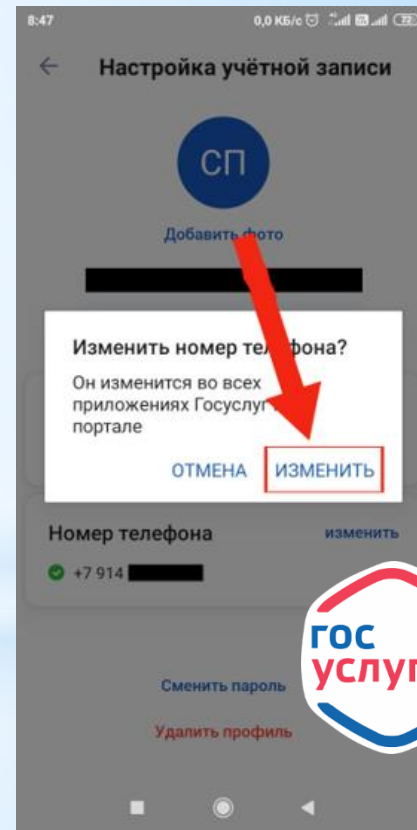 8:47
0,0 КБ/с
72
Настройка учётной записи
СП
Добавить фото
Изменить номер телефона?
Он изменится во всех
приложениях Госуслуг
портале
ОТМЕНА ИЗМЕНИТЬ
Номер телефона изменить
+7 914
гос
услуг
Сменить пароль
Удалить профиль